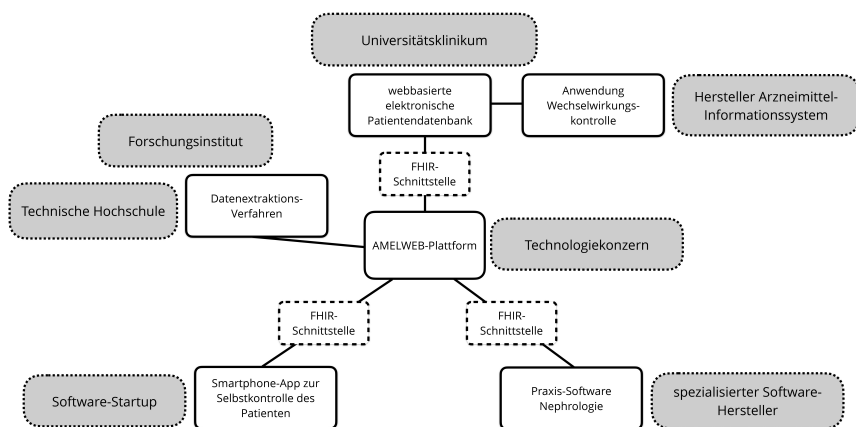 Universitätsklinikum
webbasierte
elektronische
Patientendatenbank
Anwendung
Wechselwirkungs-
kontrolle
Hersteller Arzneimittel-
Informationssystem
Forschungsinstitut
FHIR-
Schnittstelle
Technische Hochschule
Datenextraktions-
Verfahren
AMELWEB-Plattform
Technologiekonzern
FHIR-
Schnittstelle
FHIR-
Schnittstelle
Software-Startup
Smartphone-App zur
Selbstkontrolle des
Patienten
Praxis-Software
Nephrologie
spezialisierter Software-
Hersteller